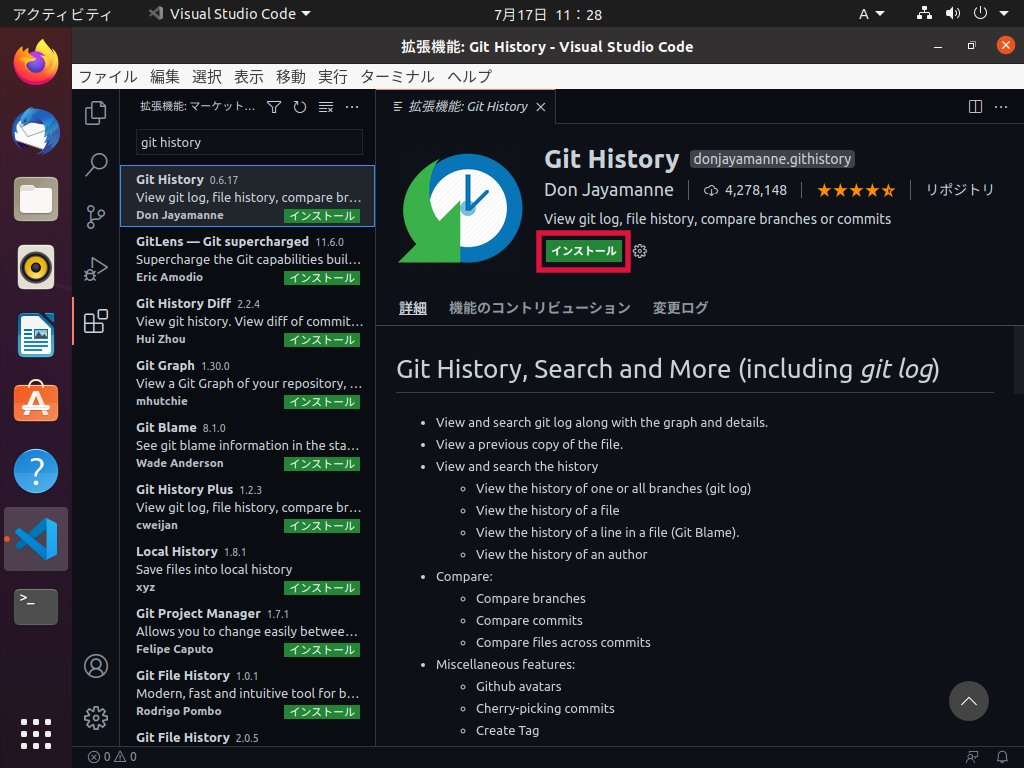 アクティビティ Visual Studio Code 7月17日 11：28 A
拡張機能: Git History - Visual Studio Code
ファイル 編集 選択 表示 移動 実行 ターミナル ヘルプ
拡張機能: マーケット…
git history
Git History 0.6.17
View git log, file history, compare br…
Don Jayamanne インストール
GitLens — Git supercharged 11.6.0
Supercharge the Git capabilities buil…
Eric Amodio インストール
Git History Diff 2.2.4
View git history. View diff of commit…
Hui Zhou インストール
Git Graph 1.30.0
View a Git Graph of your repository, …
mhutchie インストール
Git Blame 8.1.0
See git blame information in the sta…
Wade Anderson インストール
Git History Plus 1.2.3
View git log, file history, compare br…
cweijan インストール
Local History 1.8.1
Save files into local history
xyz インストール
Git Project Manager 1.7.1
Allows you to change easily betwee…
Felipe Caputo インストール
Git File History 1.0.1
Modern, fast and intuitive tool for b…
Rodrigo Pombo インストール
Git File History 2.0.5
拡張機能: Git History
Git History donjayamanne.githistory
Don Jayamanne 4,278,148 リポジトリ
View git log, file history, compare branches or commits
インストール
詳細 機能のコントリビューション 変更ログ
Git History, Search and More (including git log)
• View and search git log along with the graph and details.
• View a previous copy of the file.
• View and search the history
◦ View the history of one or all branches (git log)
◦ View the history of a file
◦ View the history of a line in a file (Git Blame).
◦ View the history of an author
• Compare:
◦ Compare branches
◦ Compare commits
◦ Compare files across commits
• Miscellaneous features:
◦ Github avatars
◦ Cherry-picking commits
◦ Create Tag
0 0